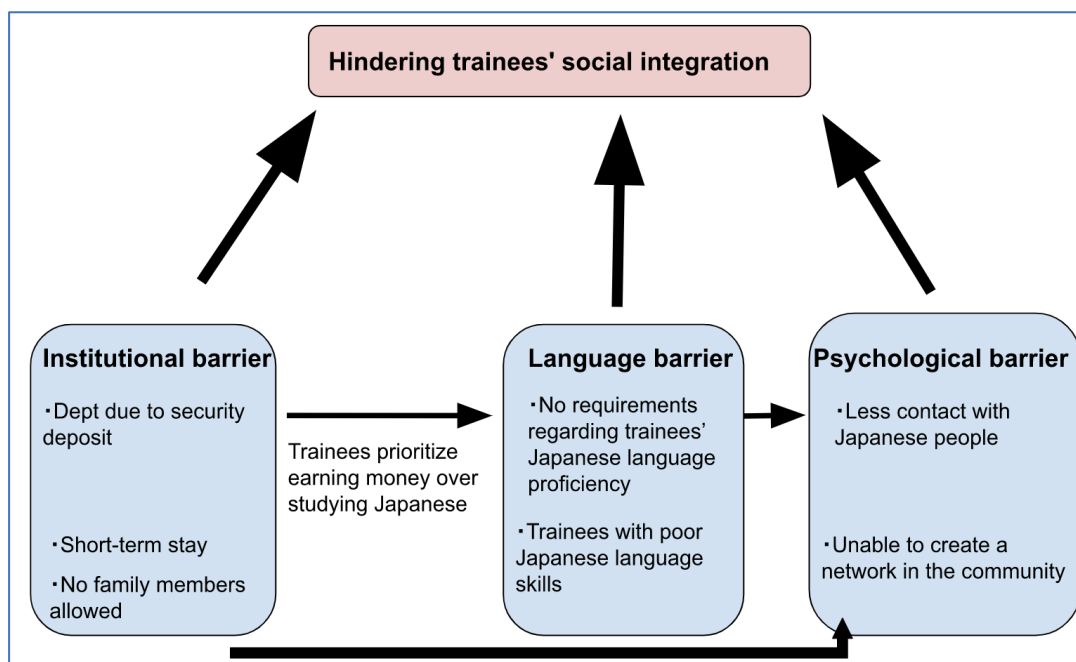 Hindering trainees' social integration
Institutional barrier
・Dept due to security
deposit
・Short-term stay
・No family members
allowed
Trainees prioritize
earning money over
studying Japanese
Language barrier
・No requirements
regarding trainees’
Japanese language
proficiency
・Trainees with poor
Japanese language
skills
Psychological barrier
・Less contact with
Japanese people
・Unable to create a
network in the community